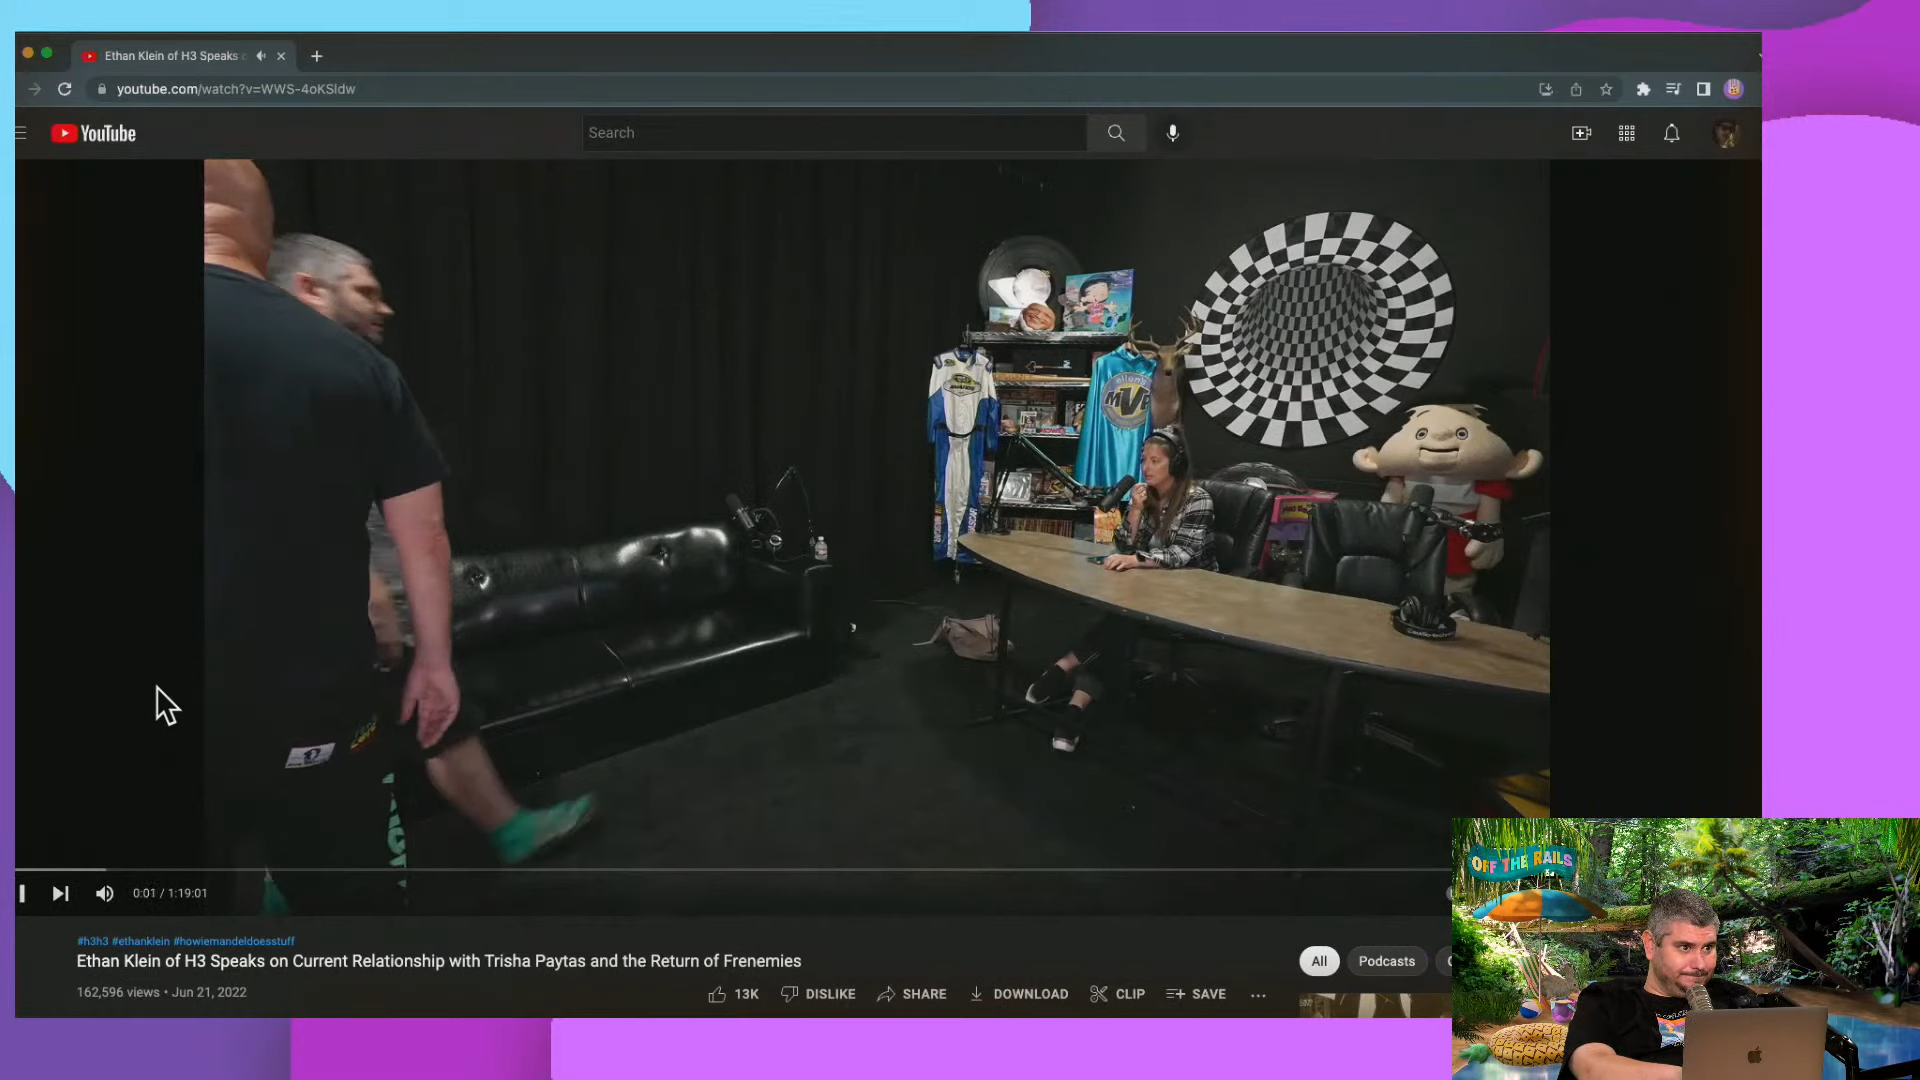 Ethan Klein of H3 Speaks
youtube.com/watch?v=WWS-4oKSIdw
YouTube
Search
ellen's
MVP
NASCAR
0:01 / 1:19:01
#h3h3 #ethanklein #howiemandeldoesstuff
Ethan Klein of H3 Speaks on Current Relationship with Trisha Paytas and the Return of Frenemies
All
Podcasts
162,596 views • Jun 21, 2022
13K
DISLIKE
SHARE
DOWNLOAD
CLIP
SAVE
OFF THE RAILS